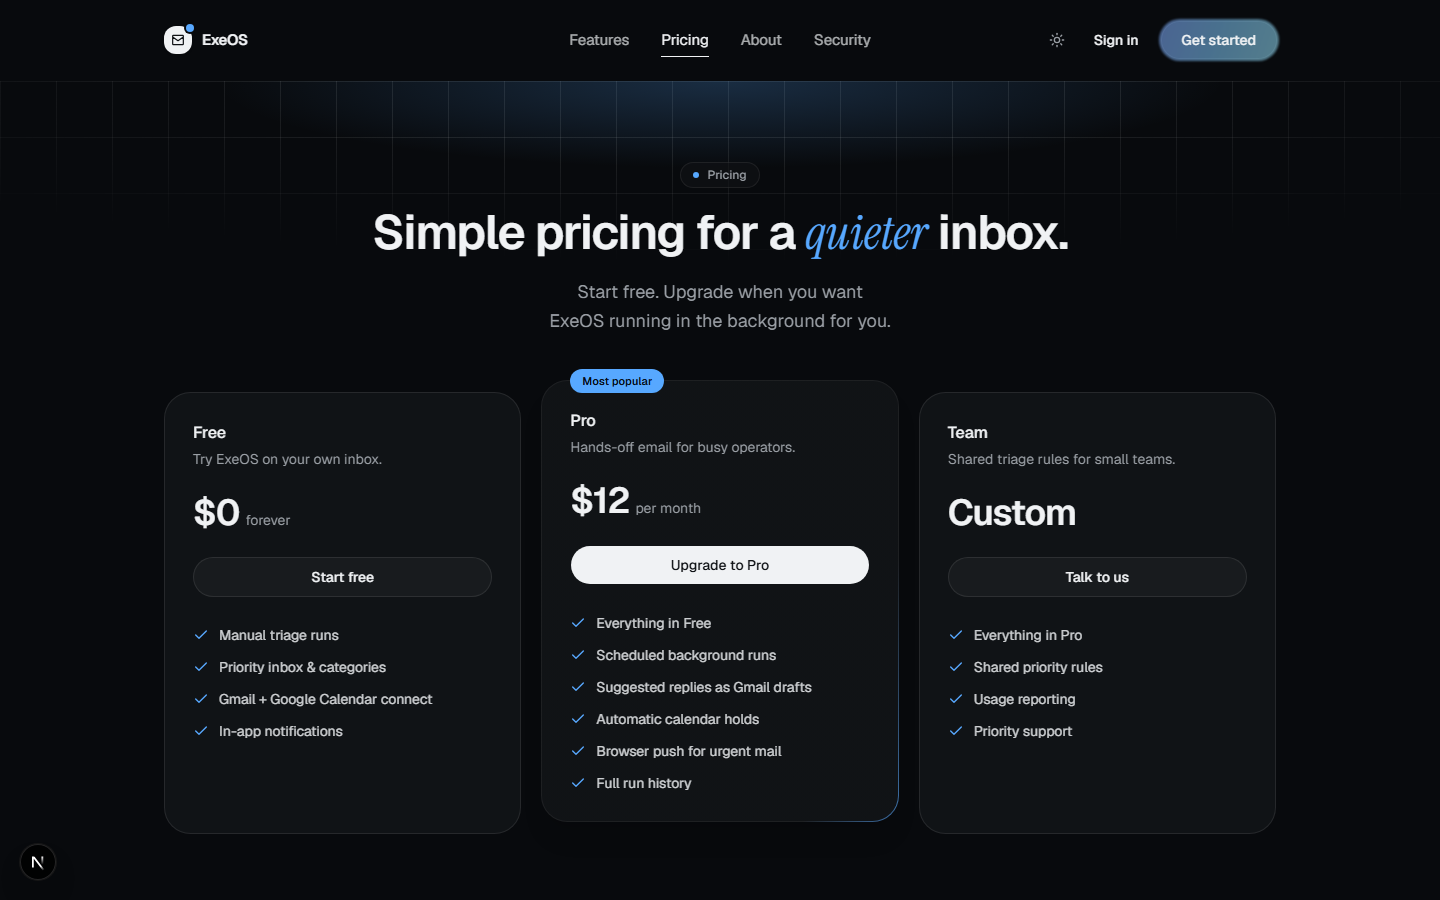 ExeOS
Features
Pricing
About
Security
Sign in
Get started
Pricing
Simple pricing for a quieter inbox.
Start free. Upgrade when you want
ExeOS running in the background for you.
Free
Try ExeOS on your own inbox.
$0 forever
Start free
Manual triage runs
Priority inbox & categories
Gmail + Google Calendar connect
In-app notifications
Most popular
Pro
Hands-off email for busy operators.
$12 per month
Upgrade to Pro
Everything in Free
Scheduled background runs
Suggested replies as Gmail drafts
Automatic calendar holds
Browser push for urgent mail
Full run history
Team
Shared triage rules for small teams.
Custom
Talk to us
Everything in Pro
Shared priority rules
Usage reporting
Priority support
N